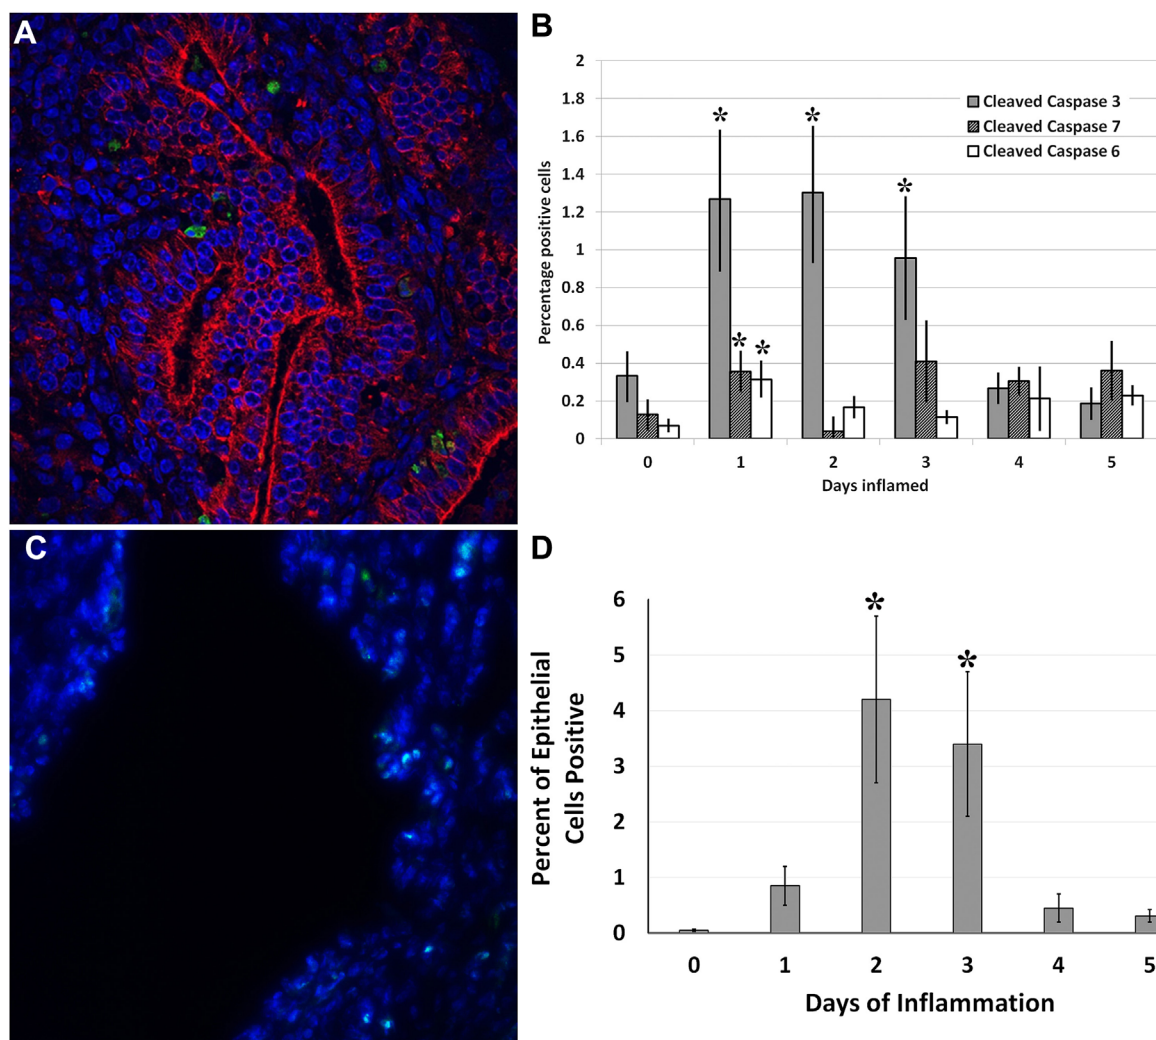 A
B
2
1.8
1.6
1.4
1.2
1
0.8
0.6
0.4
0.2
0
Percentage positive cells
* * *
* *
Cleaved Caspase 3
Cleaved Caspase 7
Cleaved Caspase 6
0 1 2 3 4 5
Days inflamed
C
D
6
5
4
3
2
1
0
Percent of Epithelial
Cells Positive
* *
0 1 2 3 4 5
Days of Inflammation